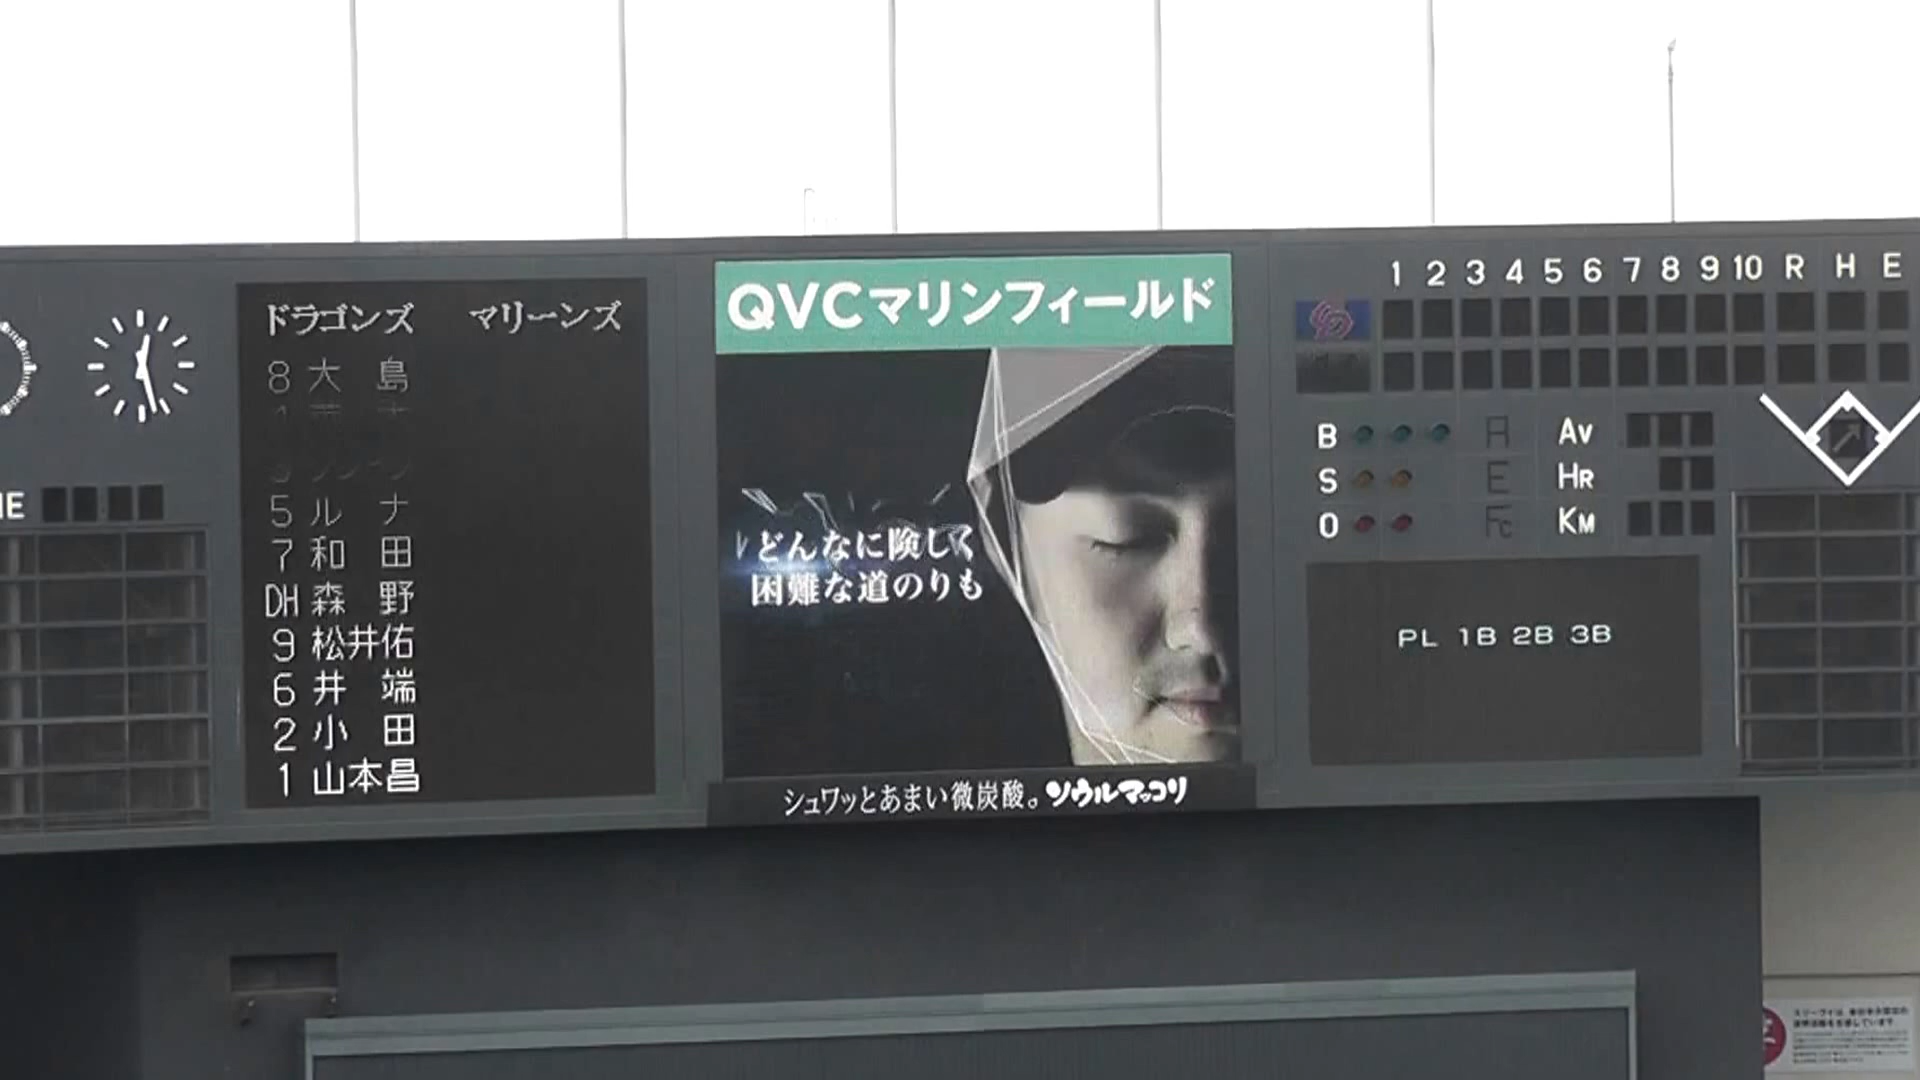 ドラゴンズ マリーンズ
8 大 島
5 ル ナ
7 和 田
DH 森 野
9 松井佑
6 井 端
2 小 田
1 山本昌
QVCマリンフィールド
どんなに険しく
困難な道のりも
シュワッとあまい微炭酸。ソウルマッコリ
1 2 3 4 5 6 7 8 9 10 R H E
B H AV
S E HR
O FC KM
PL 1B 2B 3B